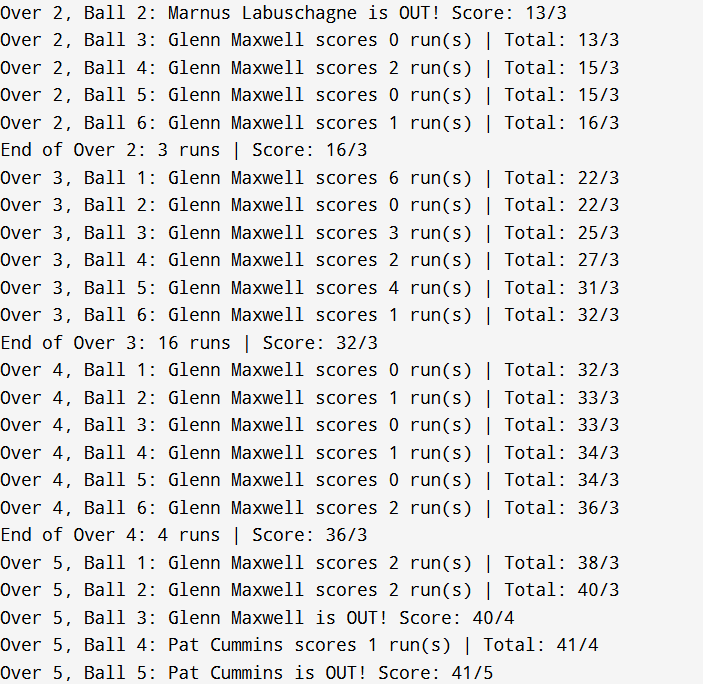 Over 2, Ball 2: Marnus Labuschagne is OUT! Score: 13/3
Over 2, Ball 3: Glenn Maxwell scores 0 run(s) | Total: 13/3
Over 2, Ball 4: Glenn Maxwell scores 2 run(s) | Total: 15/3
Over 2, Ball 5: Glenn Maxwell scores 0 run(s) | Total: 15/3
Over 2, Ball 6: Glenn Maxwell scores 1 run(s) | Total: 16/3
End of Over 2: 3 runs | Score: 16/3
Over 3, Ball 1: Glenn Maxwell scores 6 run(s) | Total: 22/3
Over 3, Ball 2: Glenn Maxwell scores 0 run(s) | Total: 22/3
Over 3, Ball 3: Glenn Maxwell scores 3 run(s) | Total: 25/3
Over 3, Ball 4: Glenn Maxwell scores 2 run(s) | Total: 27/3
Over 3, Ball 5: Glenn Maxwell scores 4 run(s) | Total: 31/3
Over 3, Ball 6: Glenn Maxwell scores 1 run(s) | Total: 32/3
End of Over 3: 16 runs | Score: 32/3
Over 4, Ball 1: Glenn Maxwell scores 0 run(s) | Total: 32/3
Over 4, Ball 2: Glenn Maxwell scores 1 run(s) | Total: 33/3
Over 4, Ball 3: Glenn Maxwell scores 0 run(s) | Total: 33/3
Over 4, Ball 4: Glenn Maxwell scores 1 run(s) | Total: 34/3
Over 4, Ball 5: Glenn Maxwell scores 0 run(s) | Total: 34/3
Over 4, Ball 6: Glenn Maxwell scores 2 run(s) | Total: 36/3
End of Over 4: 4 runs | Score: 36/3
Over 5, Ball 1: Glenn Maxwell scores 2 run(s) | Total: 38/3
Over 5, Ball 2: Glenn Maxwell scores 2 run(s) | Total: 40/3
Over 5, Ball 3: Glenn Maxwell is OUT! Score: 40/4
Over 5, Ball 4: Pat Cummins scores 1 run(s) | Total: 41/4
Over 5, Ball 5: Pat Cummins is OUT! Score: 41/5